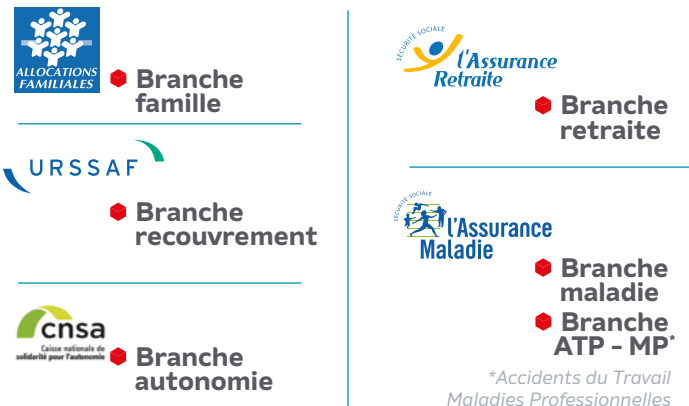 ALLOCATIONS
FAMILIALES
Branche
famille
URSSAF
Branche
recouvrement
cnsa
Caisse nationale de
solidarité pour l'autonomie
Branche
autonomie
SÉCURITÉ SOCIALE
l'Assurance
Retraite
Branche
retraite
SÉCURITÉ SOCIALE
l'Assurance
Maladie
Branche
maladie
Branche
ATP - MP*
*Accidents du Travail
Maladies Professionnelles